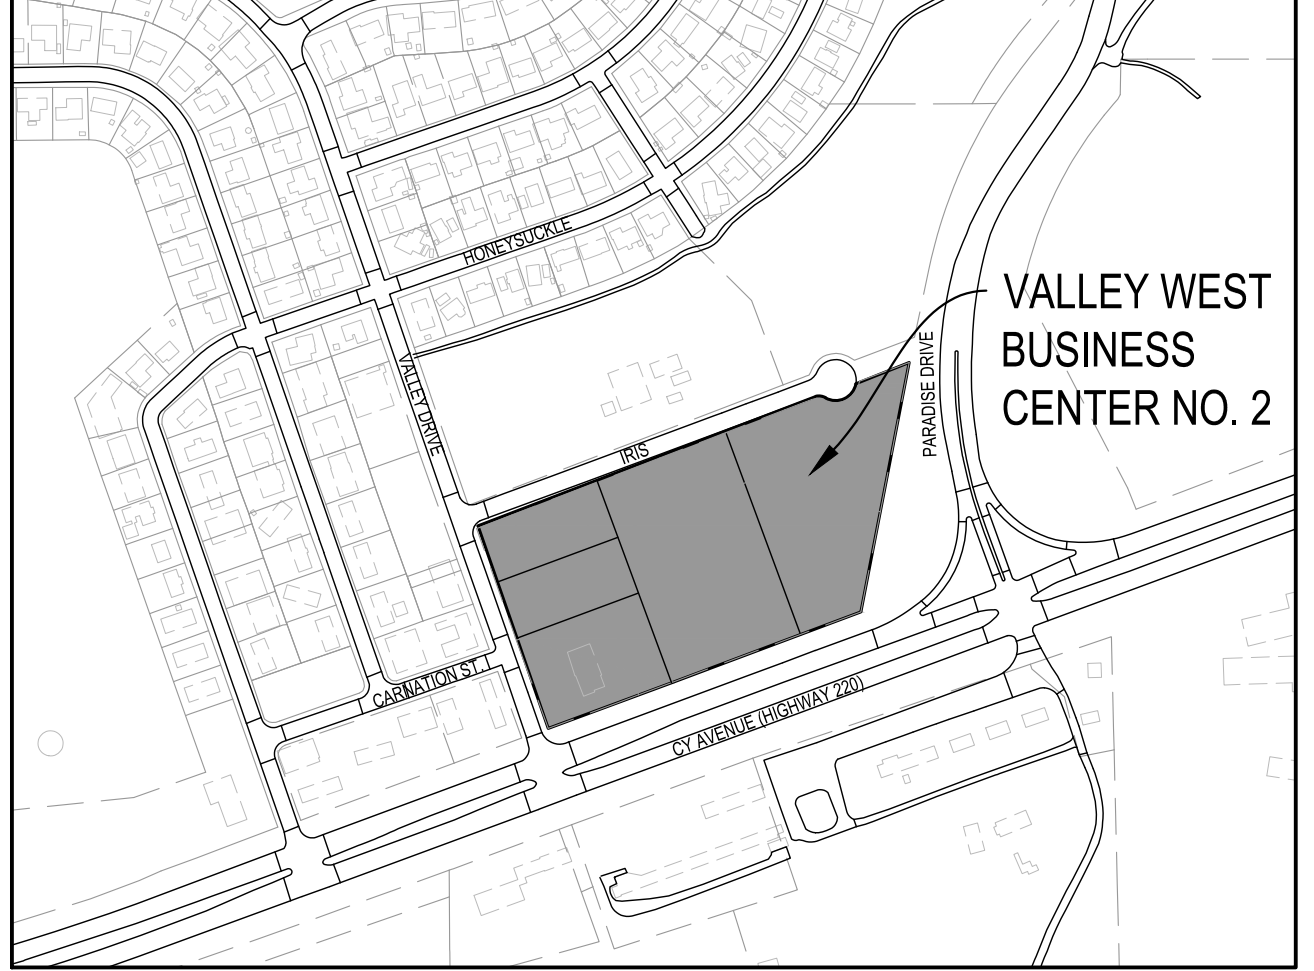 HONEYSUCKLE
VALLEY WEST
BUSINESS
CENTER NO. 2
VALLEY DRIVE
PARADISE DRIVE
IRIS
CARNATION ST.
CY AVENUE (HIGHWAY 220)